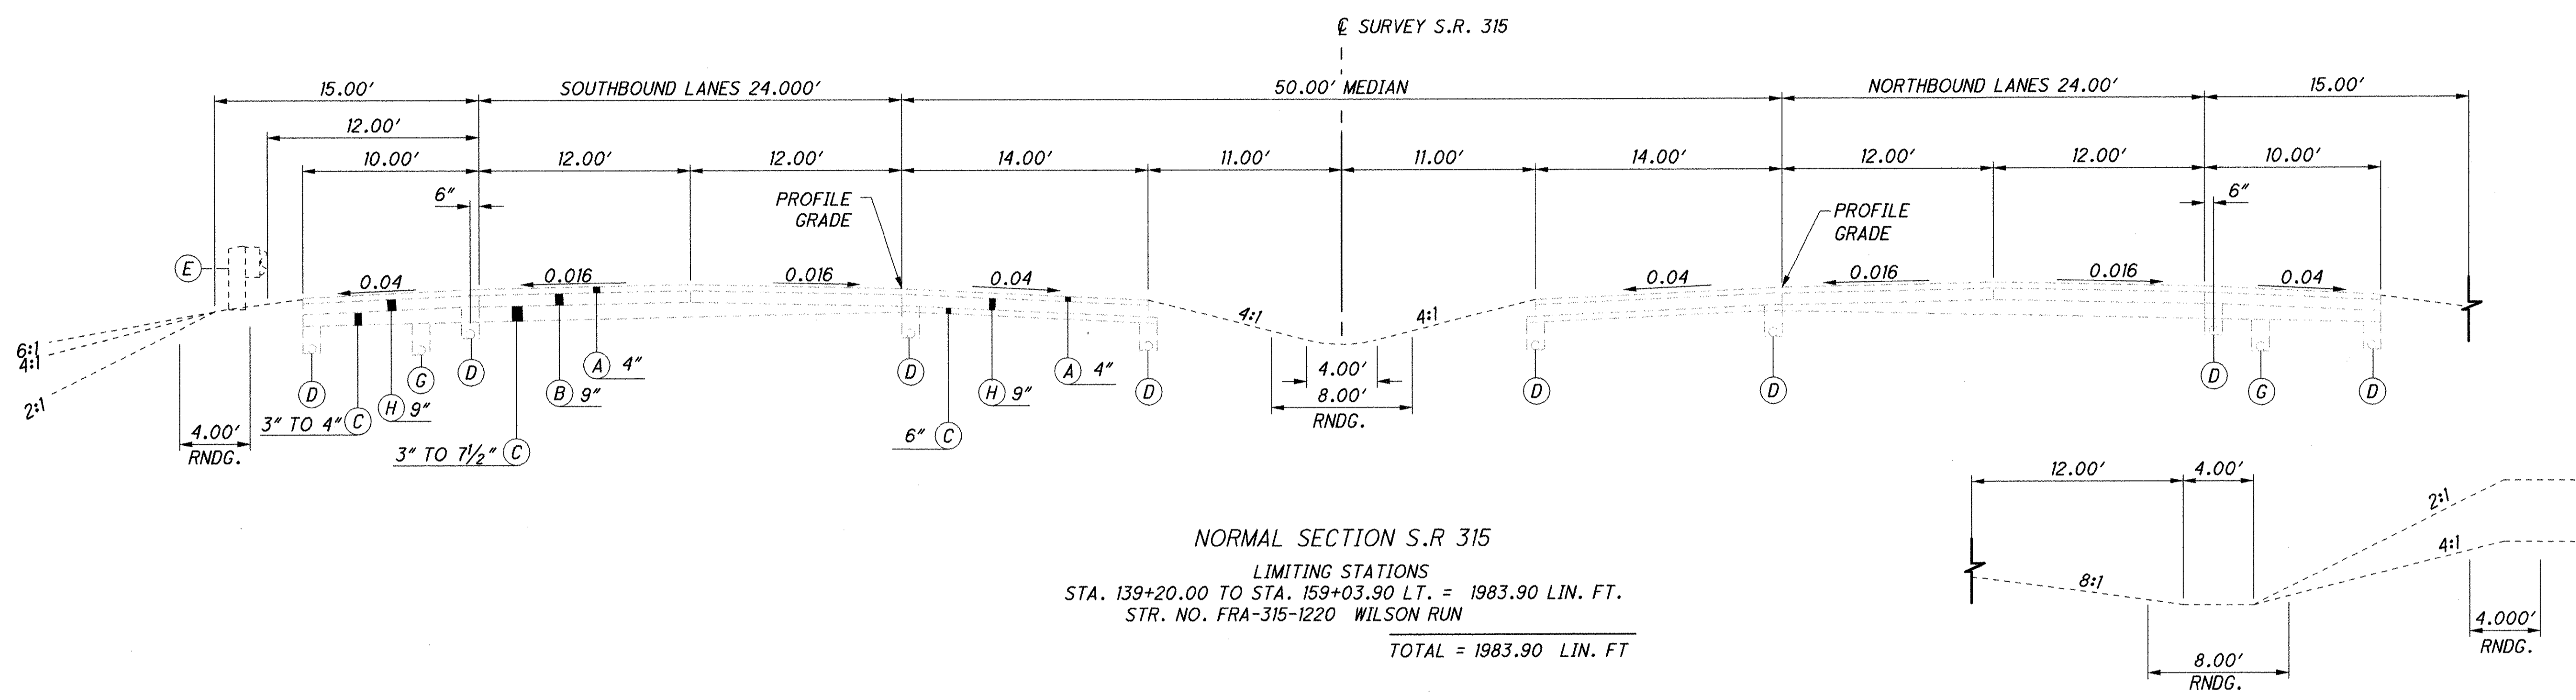 ℄ SURVEY S.R. 315
15.00' SOUTHBOUND LANES 24.000' 50.00' MEDIAN NORTHBOUND LANES 24.00' 15.00'
12.00'
10.00' 12.00' 12.00' 14.00' 11.00' 11.00' 14.00' 12.00' 12.00' 10.00'
6" 6"
PROFILE
GRADE
PROFILE
GRADE
E
0.04 0.016 0.016 0.04 0.04 0.016 0.016 0.04
4:1 4:1
6:1
4:1
2:1
D G D A 4" D A 4" D D D D G D
B 9" H 9"
H 9"
3" TO 4" C
3" TO 7½" C
6" C
4.00'
8.00'
RNDG.
4.00'
RNDG.
12.00' 4.00'
2:1
4:1
8:1
4.000'
RNDG.
8.00'
RNDG.
NORMAL SECTION S.R 315
LIMITING STATIONS
STA. 139+20.00 TO STA. 159+03.90 LT. = 1983.90 LIN. FT.
STR. NO. FRA-315-1220 WILSON RUN
TOTAL = 1983.90 LIN. FT